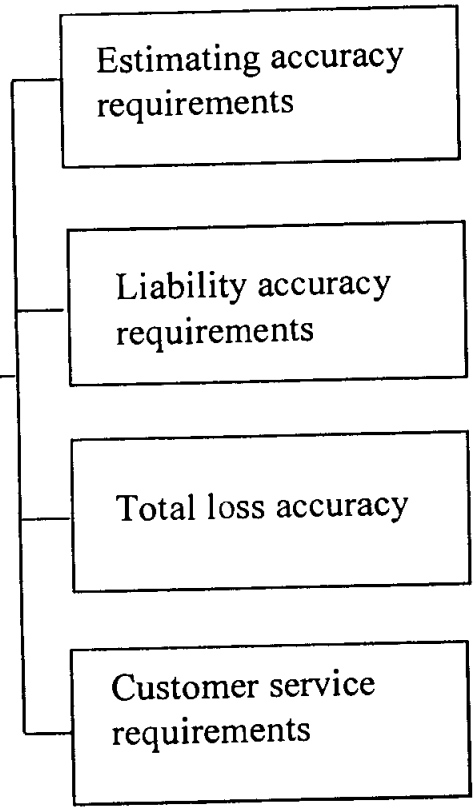 Estimating accuracy
requirements
Liability accuracy
requirements
Total loss accuracy
Customer service
requirements